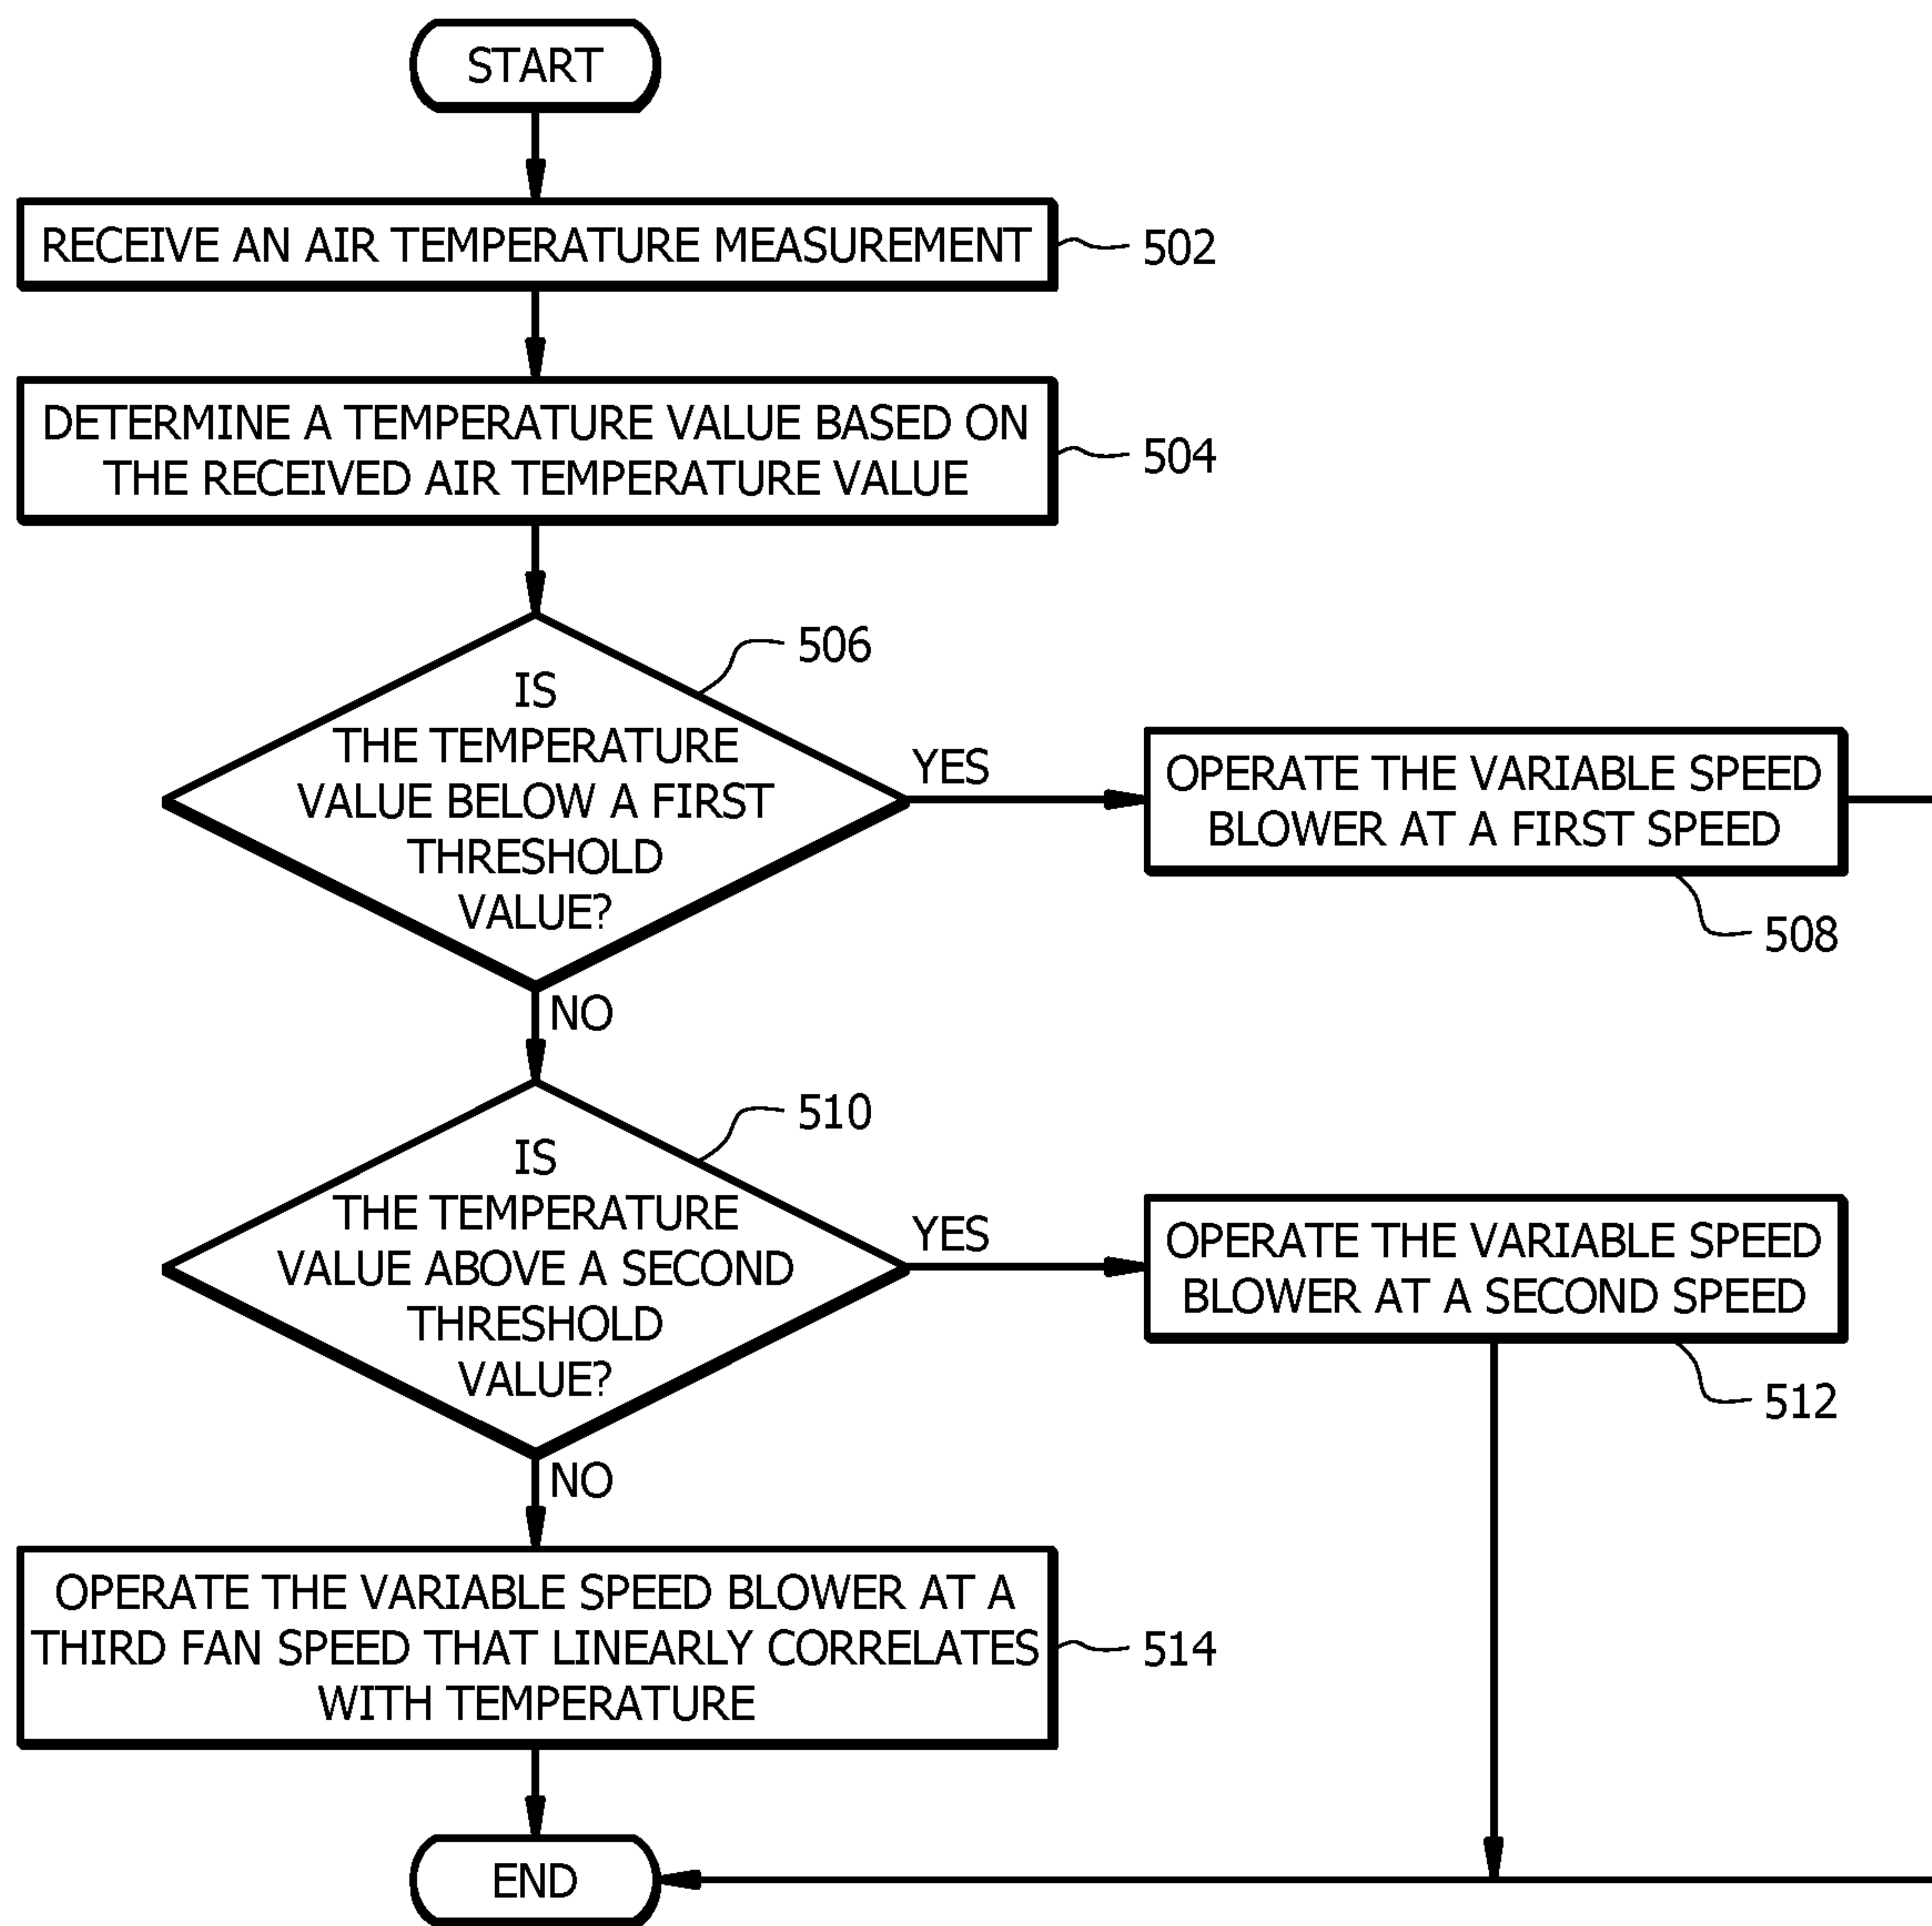 START
RECEIVE AN AIR TEMPERATURE MEASUREMENT
502
DETERMINE A TEMPERATURE VALUE BASED ON
THE RECEIVED AIR TEMPERATURE VALUE
504
506
IS
THE TEMPERATURE
VALUE BELOW A FIRST
THRESHOLD
VALUE?
YES
OPERATE THE VARIABLE SPEED
BLOWER AT A FIRST SPEED
508
NO
510
IS
THE TEMPERATURE
VALUE ABOVE A SECOND
THRESHOLD
VALUE?
YES
OPERATE THE VARIABLE SPEED
BLOWER AT A SECOND SPEED
512
NO
OPERATE THE VARIABLE SPEED BLOWER AT A
THIRD FAN SPEED THAT LINEARLY CORRELATES
WITH TEMPERATURE
514
END